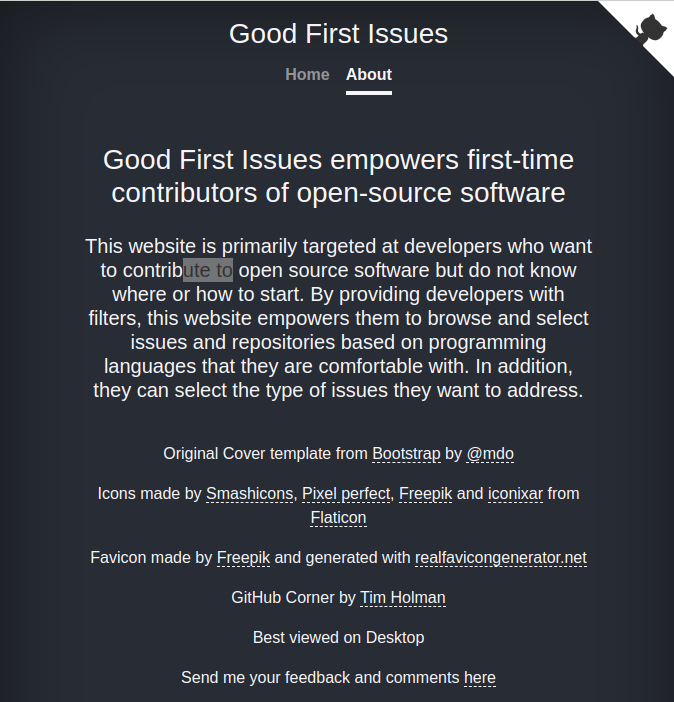 Good First Issues
Home About
Good First Issues empowers first-time
contributors of open-source software
This website is primarily targeted at developers who want
to contribute to open source software but do not know
where or how to start. By providing developers with
filters, this website empowers them to browse and select
issues and repositories based on programming
languages that they are comfortable with. In addition,
they can select the type of issues they want to address.
Original Cover template from Bootstrap by @mdo
Icons made by Smashicons, Pixel perfect, Freepik and iconixar from
Flaticon
Favicon made by Freepik and generated with realfavicongenerator.net
GitHub Corner by Tim Holman
Best viewed on Desktop
Send me your feedback and comments here